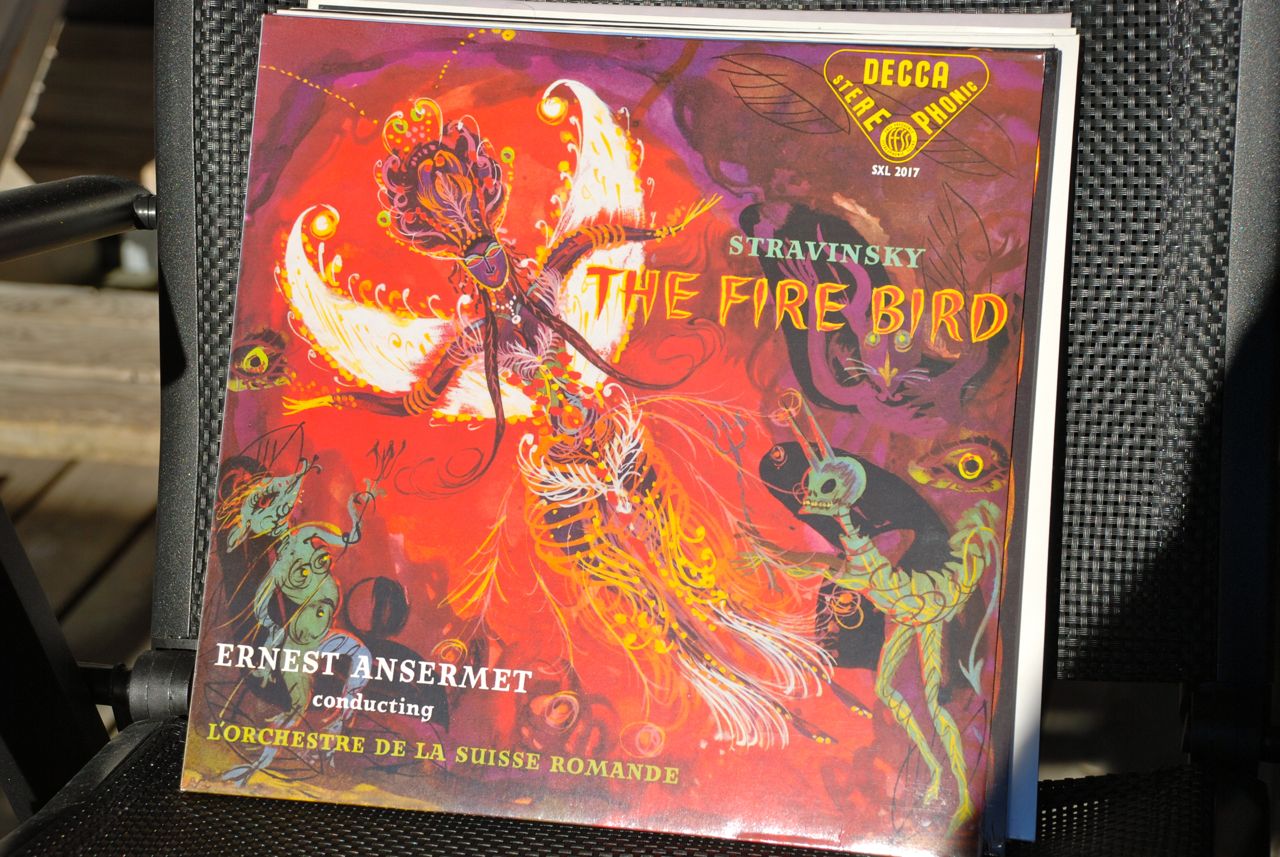 DECCA
STEREOPHONIC
SXL 2017
STRAVINSKY
THE FIRE BIRD
ERNEST ANSERMET
conducting
L'ORCHESTRE DE LA SUISSE ROMANDE